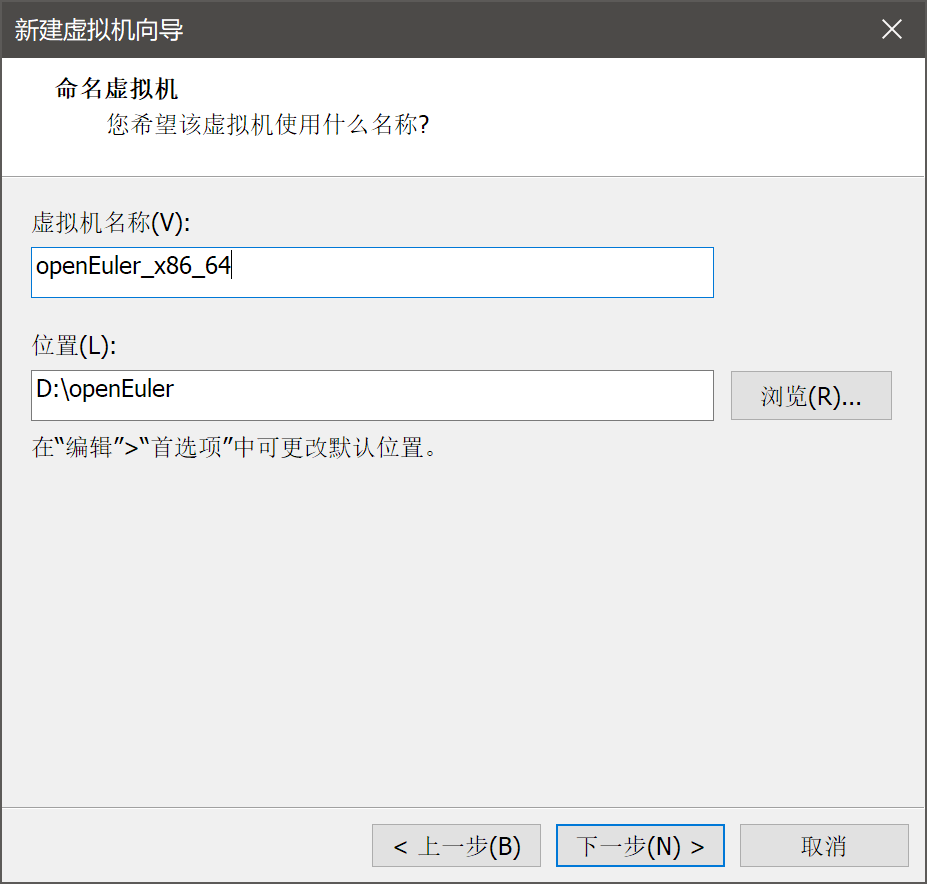 新建虚拟机向导
命名虚拟机
您希望该虚拟机使用什么名称?
虚拟机名称(V):
openEuler_x86_64
位置(L):
D:\openEuler
浏览(R)...
在“编辑”>“首选项”中可更改默认位置。
< 上一步(B)
下一步(N) >
取消